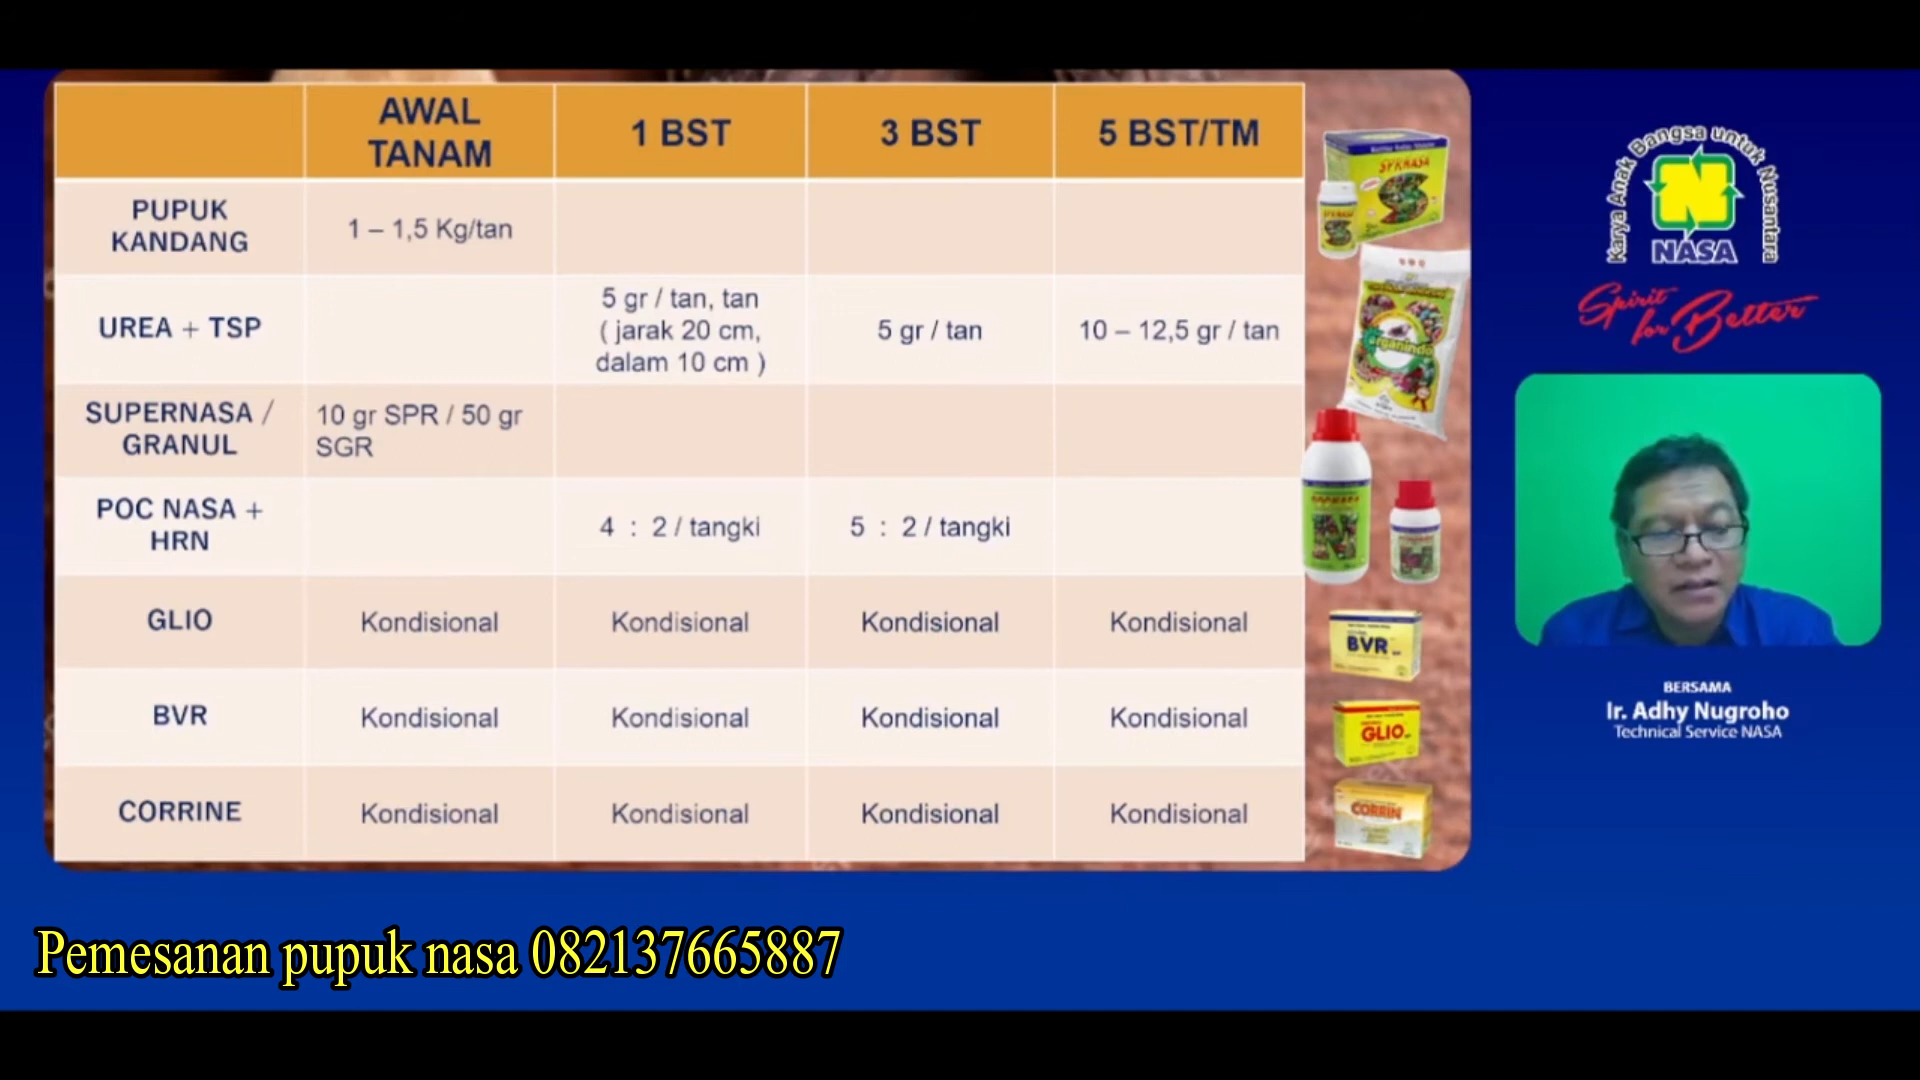 AWAL
TANAM
1 BST
3 BST
5 BST/TM
PUPUK
KANDANG
1 – 1,5 Kg/tan
UREA + TSP
5 gr / tan, tan
( jarak 20 cm,
dalam 10 cm )
5 gr / tan
10 – 12,5 gr / tan
SUPERNASA /
GRANUL
10 gr SPR / 50 gr
SGR
POC NASA +
HRN
4 : 2 / tangki
5 : 2 / tangki
GLIO
Kondisional
Kondisional
Kondisional
Kondisional
BVR
Kondisional
Kondisional
Kondisional
Kondisional
CORRINE
Kondisional
Kondisional
Kondisional
Kondisional
BVR
GLIO
CORRIN
Karya Anak Bangsa untuk Nusantara
N
NASA
Spirit
for Better
BERSAMA
Ir. Adhy Nugroho
Technical Service NASA
Pemesanan pupuk nasa 082137665887